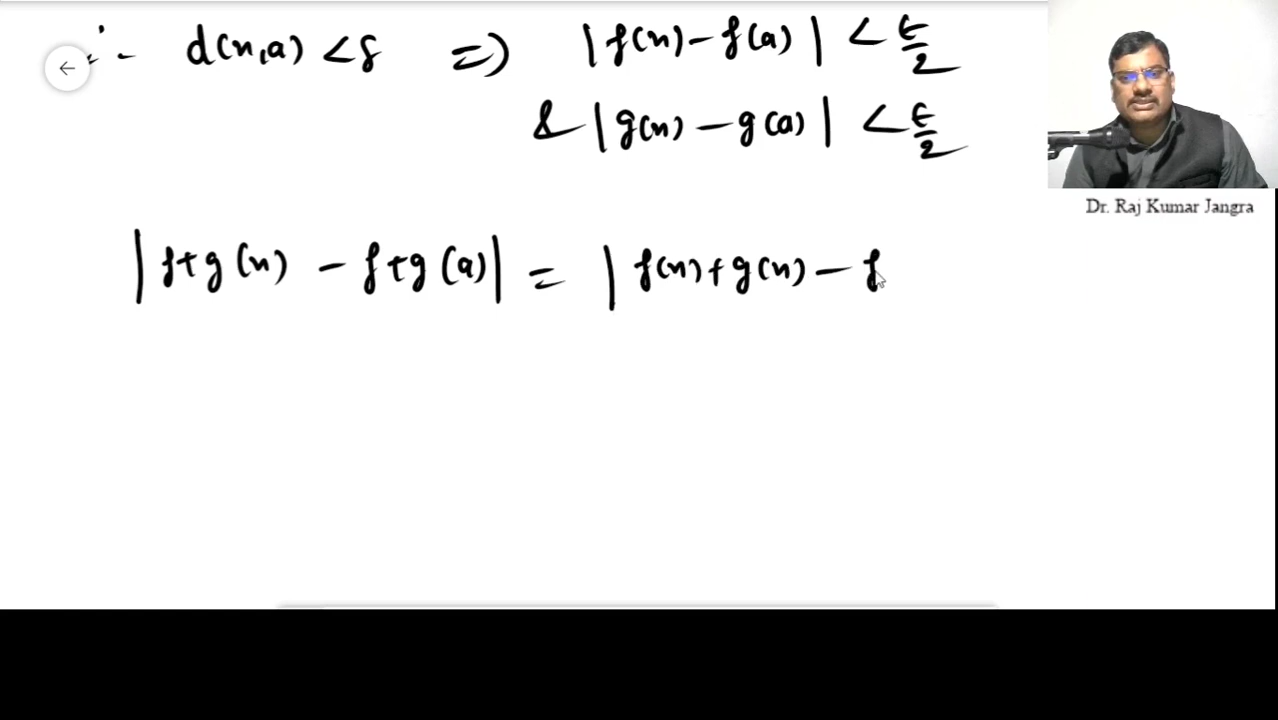 ∴ d(x,a) < δ ⇒ |f(x) - f(a)| < ε/2
& |g(x) - g(a)| < ε/2
Dr. Raj Kumar Jangra
|f+g(x) - f+g(a)| = |f(x)+g(x) - f